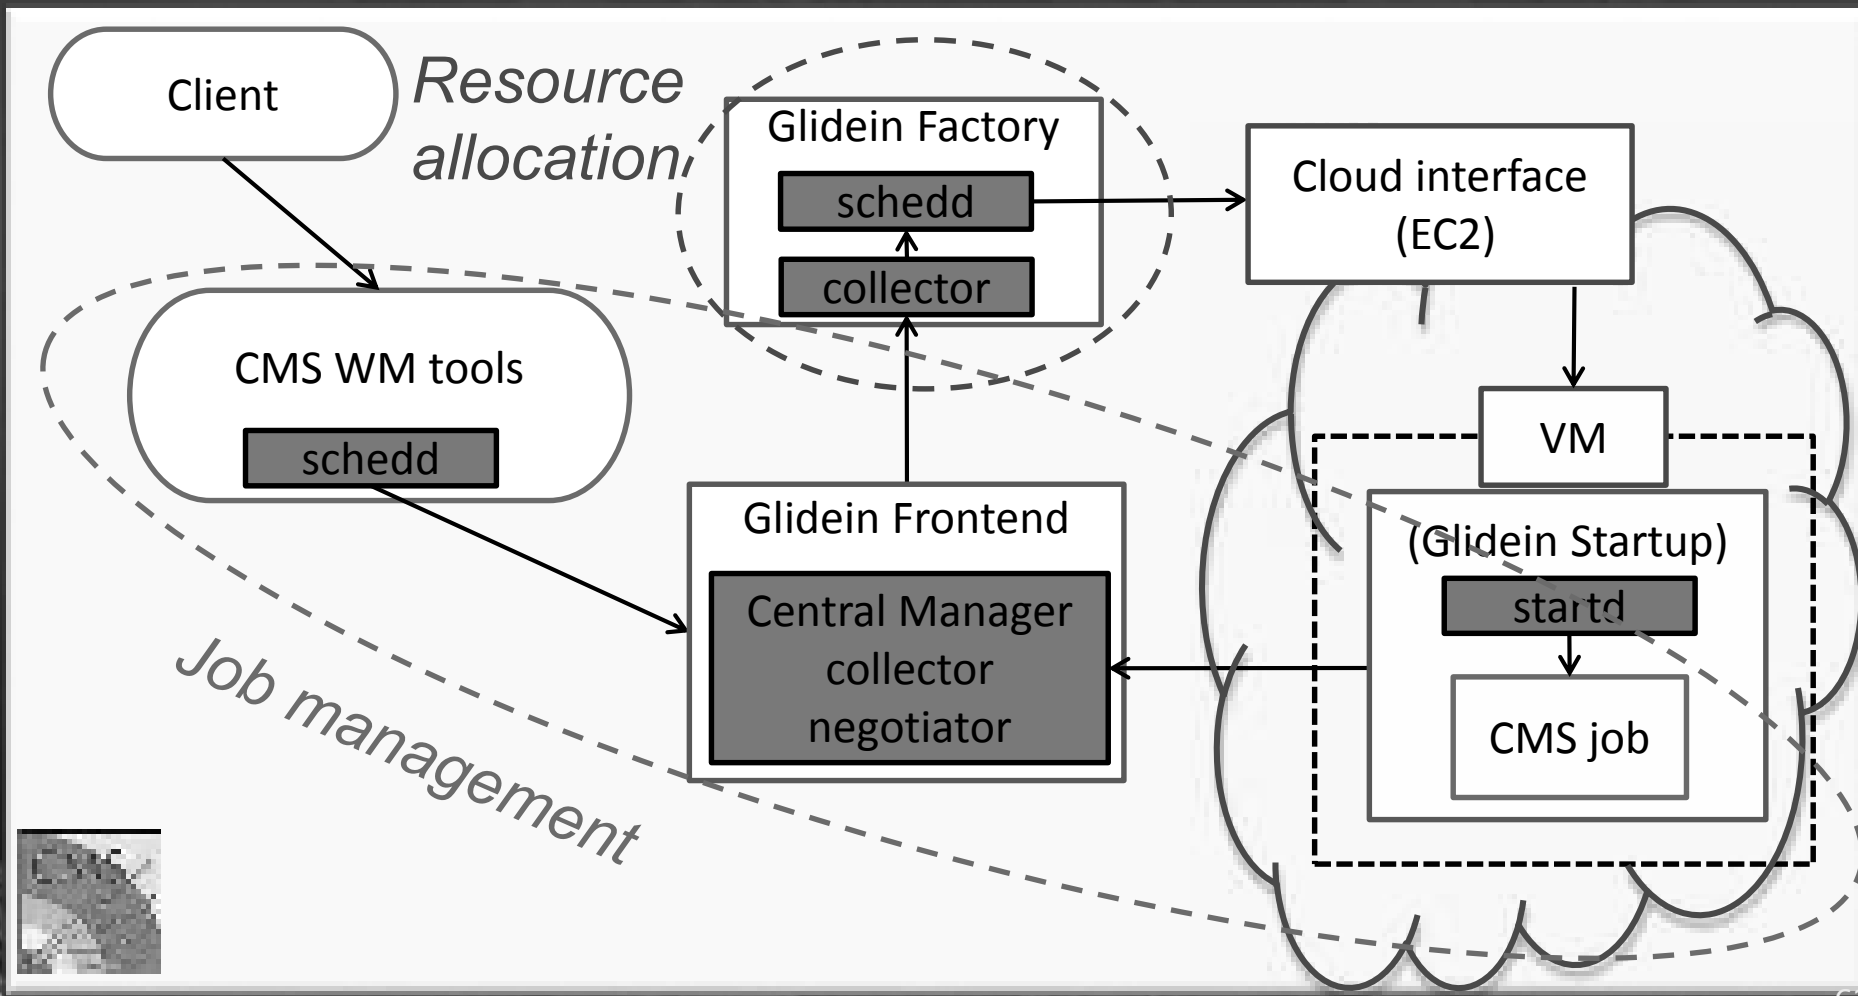 Client
Resource
allocation
Glidein Factory
schedd
collector
Cloud interface
(EC2)
CMS WM tools
schedd
VM
Glidein Frontend
Central Manager
collector
negotiator
(Glidein Startup)
startd
CMS job
Job management
CMS